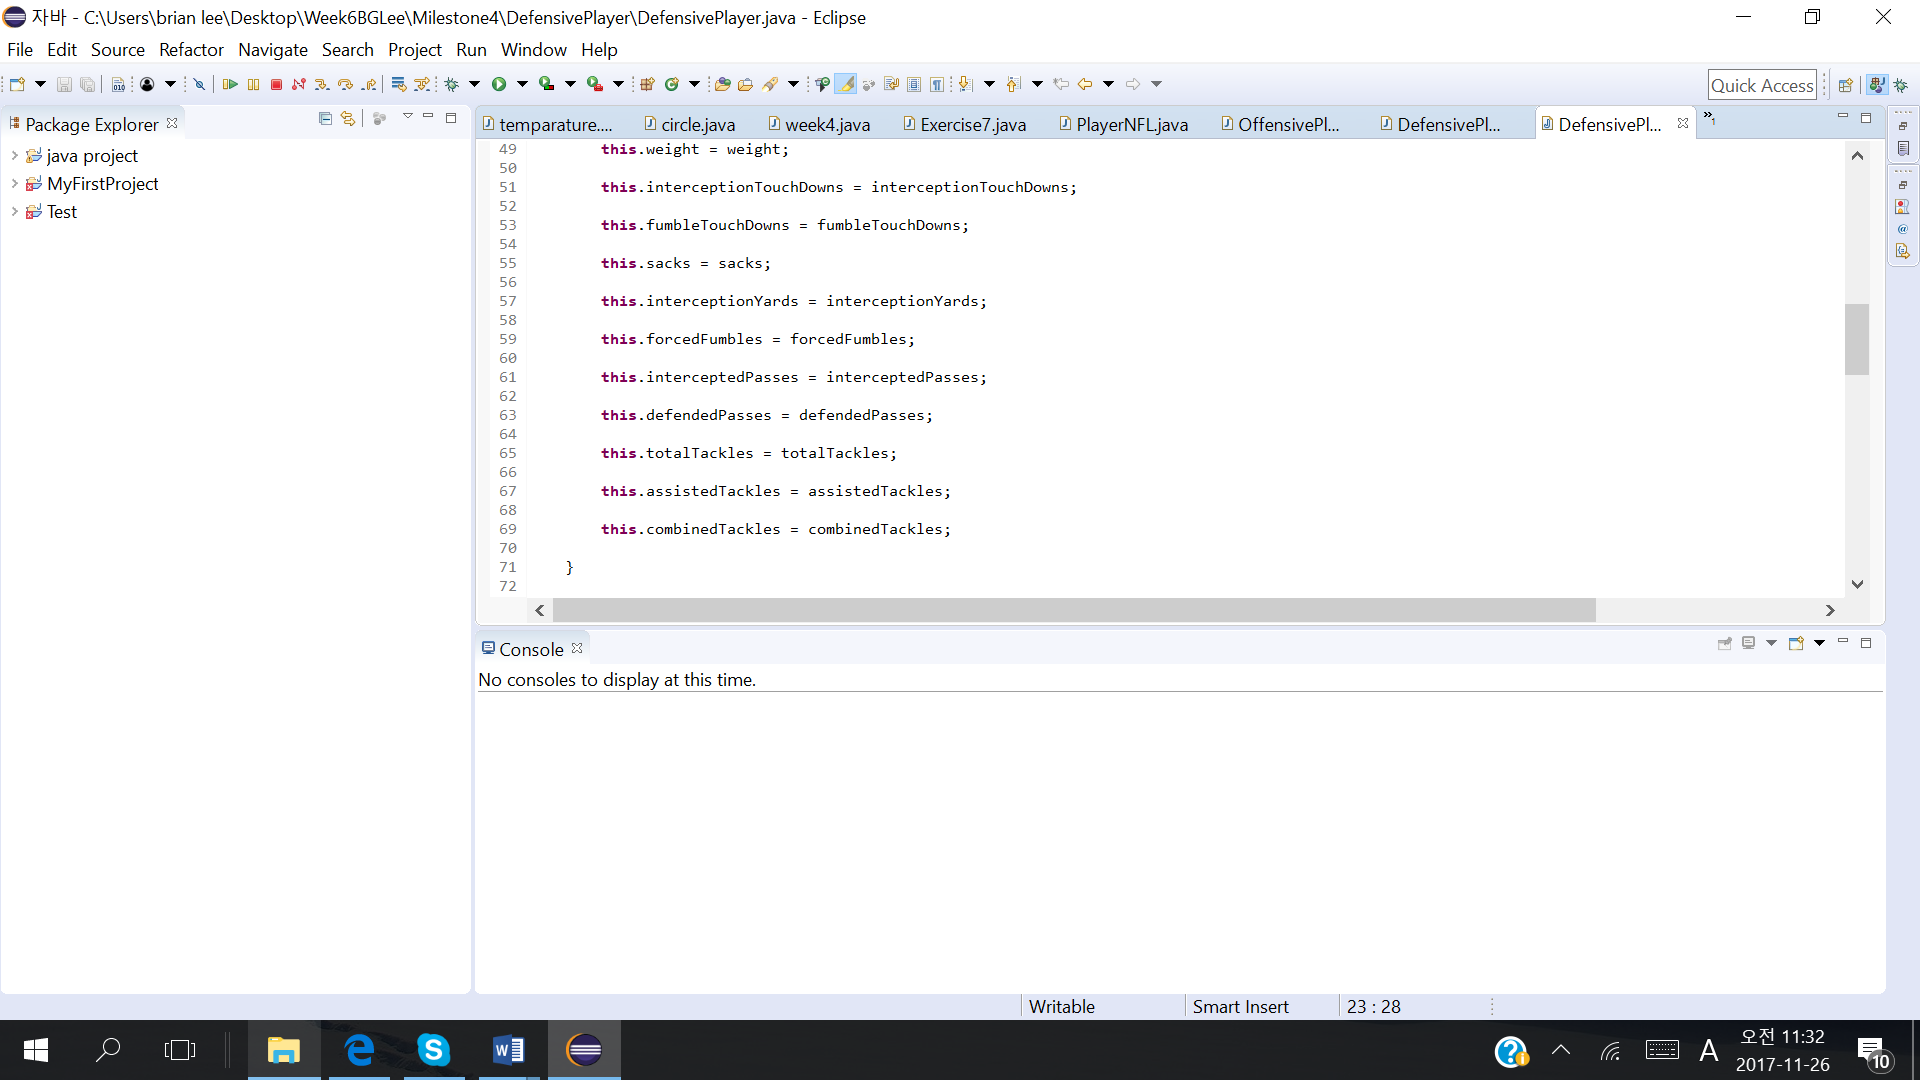 자바 - C:\Users\brian lee\Desktop\Week6BGLee\Milestone4\DefensivePlayer\DefensivePlayer.java - Eclipse
File Edit Source Refactor Navigate Search Project Run Window Help
Quick Access
Package Explorer
java project
MyFirstProject
Test
temparature....
circle.java
week4.java
Exercise7.java
PlayerNFL.java
OffensivePl...
DefensivePl...
DefensivePl...
»1
49 this.weight = weight;
50
51 this.interceptionTouchDowns = interceptionTouchDowns;
52
53 this.fumbleTouchDowns = fumbleTouchDowns;
54
55 this.sacks = sacks;
56
57 this.interceptionYards = interceptionYards;
58
59 this.forcedFumbles = forcedFumbles;
60
61 this.interceptedPasses = interceptedPasses;
62
63 this.defendedPasses = defendedPasses;
64
65 this.totalTackles = totalTackles;
66
67 this.assistedTackles = assistedTackles;
68
69 this.combinedTackles = combinedTackles;
70
71 }
72
Console
No consoles to display at this time.
Writable
Smart Insert
23 : 28
A
오전 11:32
2017-11-26
10